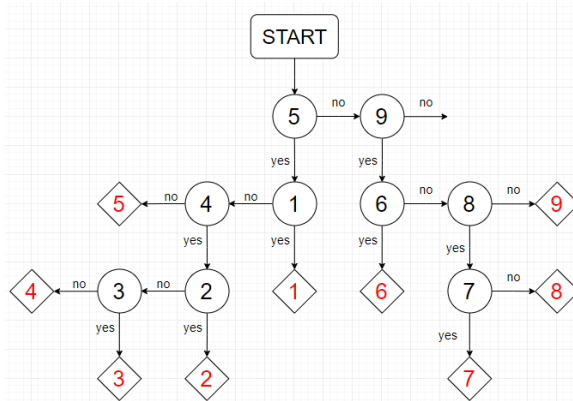 START
no no
5 9
yes yes
5 no 4 no 1 6 no 8 no 9
yes yes yes yes
4 no 3 no 2 1 6 7 no 8
yes yes yes
3 2 7